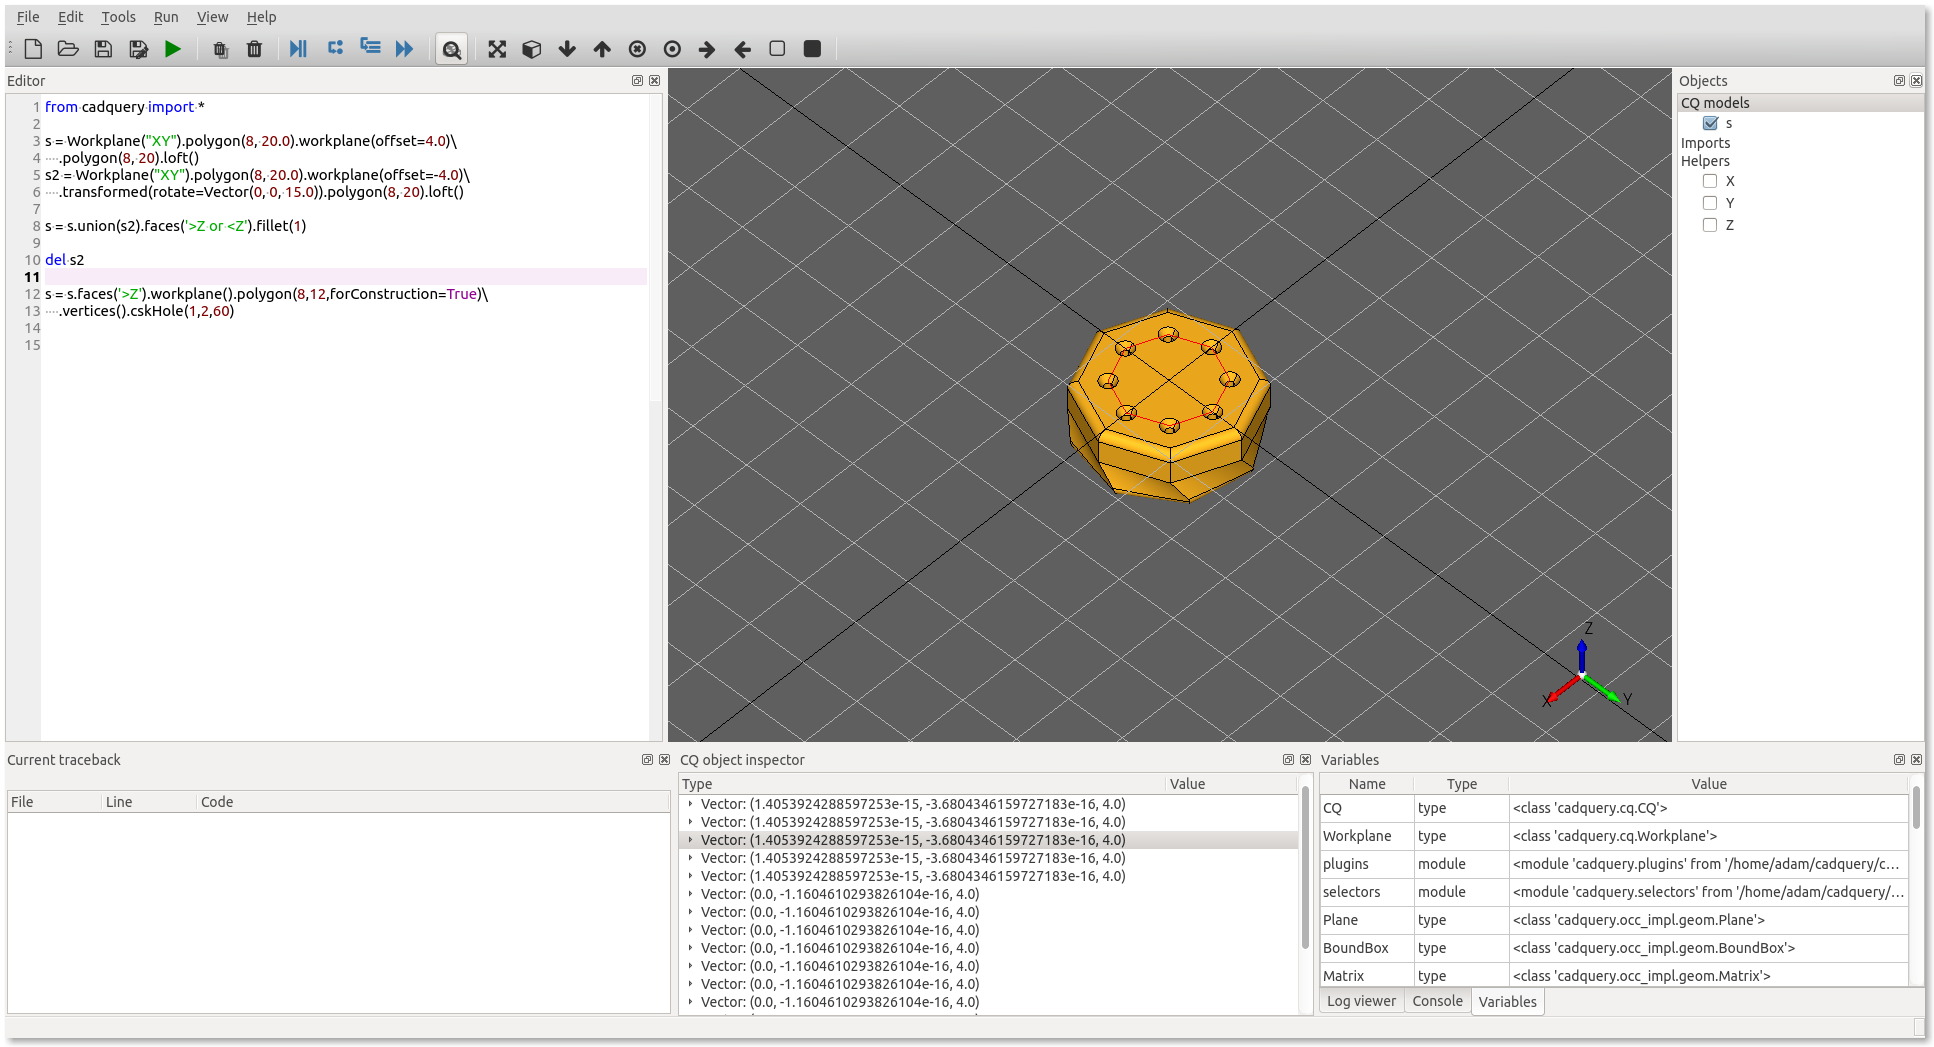 File Edit Tools Run View Help
Editor
1 from cadquery import *
2
3 s = Workplane("XY").polygon(8, 20.0).workplane(offset=4.0)\
4 .polygon(8, 20).loft()
5 s2 = Workplane("XY").polygon(8, 20.0).workplane(offset=-4.0)\
6 .transformed(rotate=Vector(0, 0, 15.0)).polygon(8, 20).loft()
7
8 s = s.union(s2).faces('>Z or <Z').fillet(1)
9
10 del s2
11
12 s = s.faces('>Z').workplane().polygon(8,12,forConstruction=True)\
13 .vertices().cskHole(1,2,60)
14
15
Z
X
Y
Objects
CQ models
s
Imports
Helpers
X
Y
Z
Current traceback
File Line Code
CQ object inspector
Type Value
Vector: (1.4053924288597253e-15, -3.6804346159727183e-16, 4.0)
Vector: (1.4053924288597253e-15, -3.6804346159727183e-16, 4.0)
Vector: (1.4053924288597253e-15, -3.6804346159727183e-16, 4.0)
Vector: (1.4053924288597253e-15, -3.6804346159727183e-16, 4.0)
Vector: (1.4053924288597253e-15, -3.6804346159727183e-16, 4.0)
Vector: (0.0, -1.1604610293826104e-16, 4.0)
Vector: (0.0, -1.1604610293826104e-16, 4.0)
Vector: (0.0, -1.1604610293826104e-16, 4.0)
Vector: (0.0, -1.1604610293826104e-16, 4.0)
Vector: (0.0, -1.1604610293826104e-16, 4.0)
Vector: (0.0, -1.1604610293826104e-16, 4.0)
Vector: (0.0, -1.1604610293826104e-16, 4.0)
Variables
Name Type Value
CQ type <class 'cadquery.cq.CQ'>
Workplane type <class 'cadquery.cq.Workplane'>
plugins module <module 'cadquery.plugins' from '/home/adam/cadquery/c...
selectors module <module 'cadquery.selectors' from '/home/adam/cadquery/...
Plane type <class 'cadquery.occ_impl.geom.Plane'>
BoundBox type <class 'cadquery.occ_impl.geom.BoundBox'>
Matrix type <class 'cadquery.occ_impl.geom.Matrix'>
Log viewer Console Variables